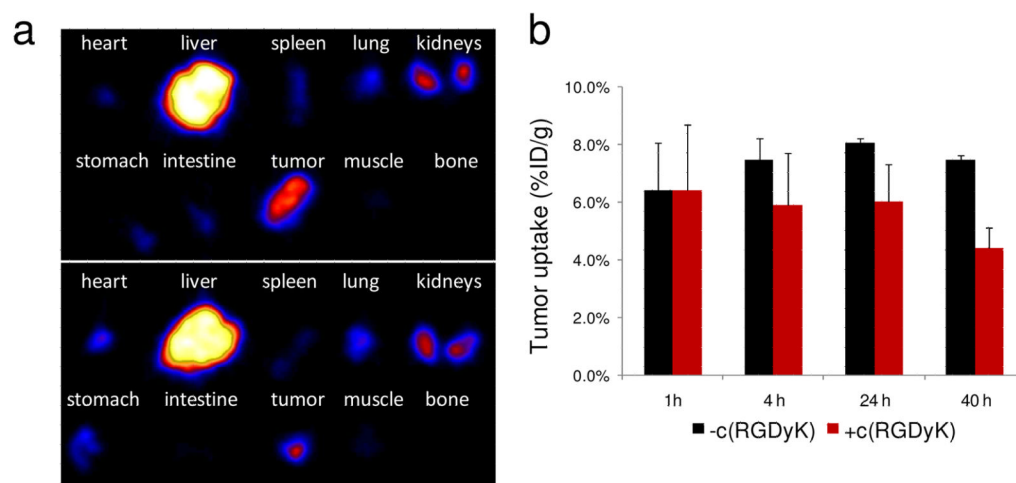 a
heart liver spleen lung kidneys
stomach intestine tumor muscle bone
heart liver spleen lung kidneys
stomach intestine tumor muscle bone
b
Tumor uptake (%ID/g)
10.0%
8.0%
6.0%
4.0%
2.0%
0.0%
1h 4 h 24 h 40 h
-c(RGDyK) +c(RGDyK)